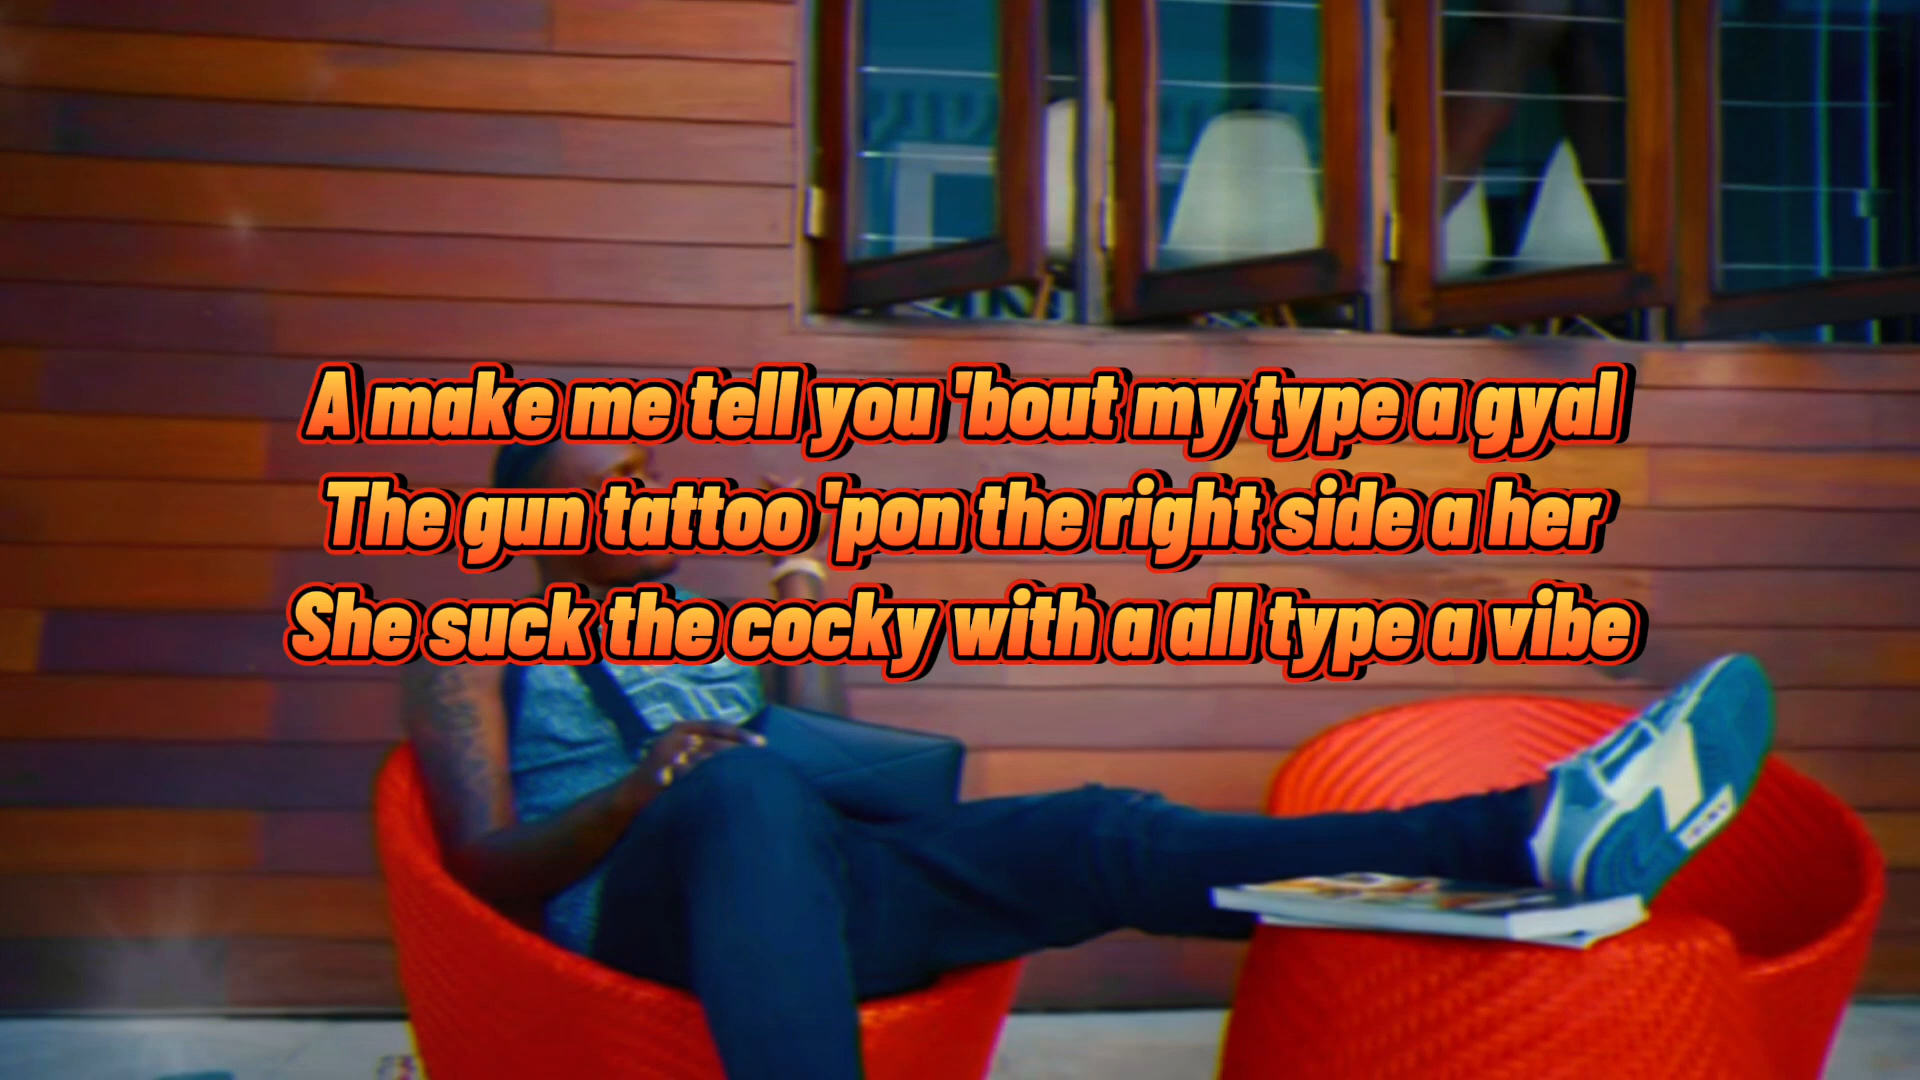 A make me tell you 'bout my type a gyal
The gun tattoo 'pon the right side a her
She suck the cocky with a all type a vibe